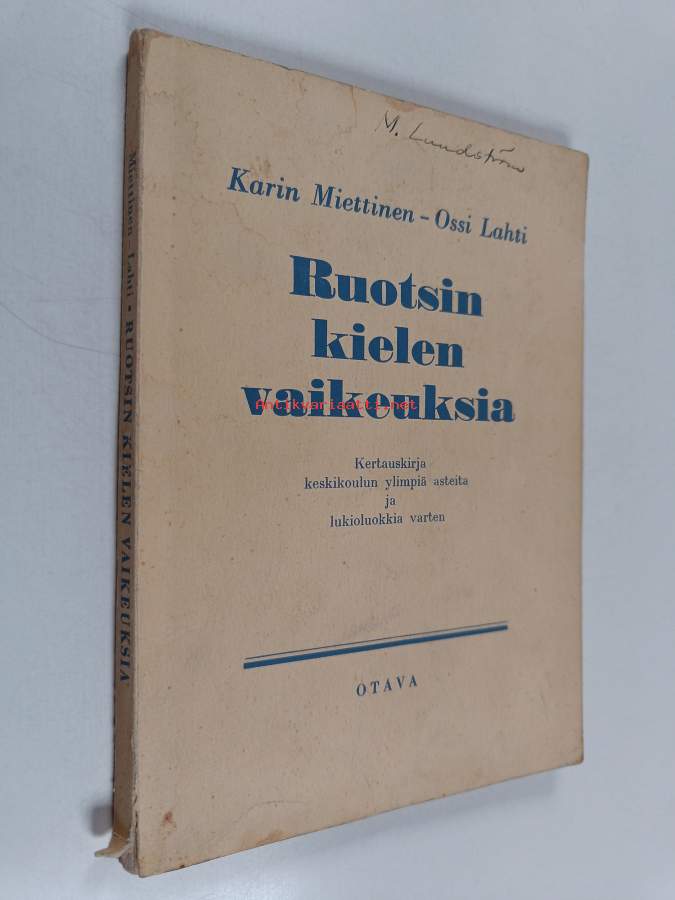 M. Lundström
Karin Miettinen – Ossi Lahti
Ruotsin
kielen
vaikeuksia
Antikvariaatti.net
Kertauskirja
keskikoulun ylimpiä asteita
ja
lukioluokkia varten
OTAVA
Miettinen – Lahti • RUOTSIN KIELEN VAIKEUKSIA